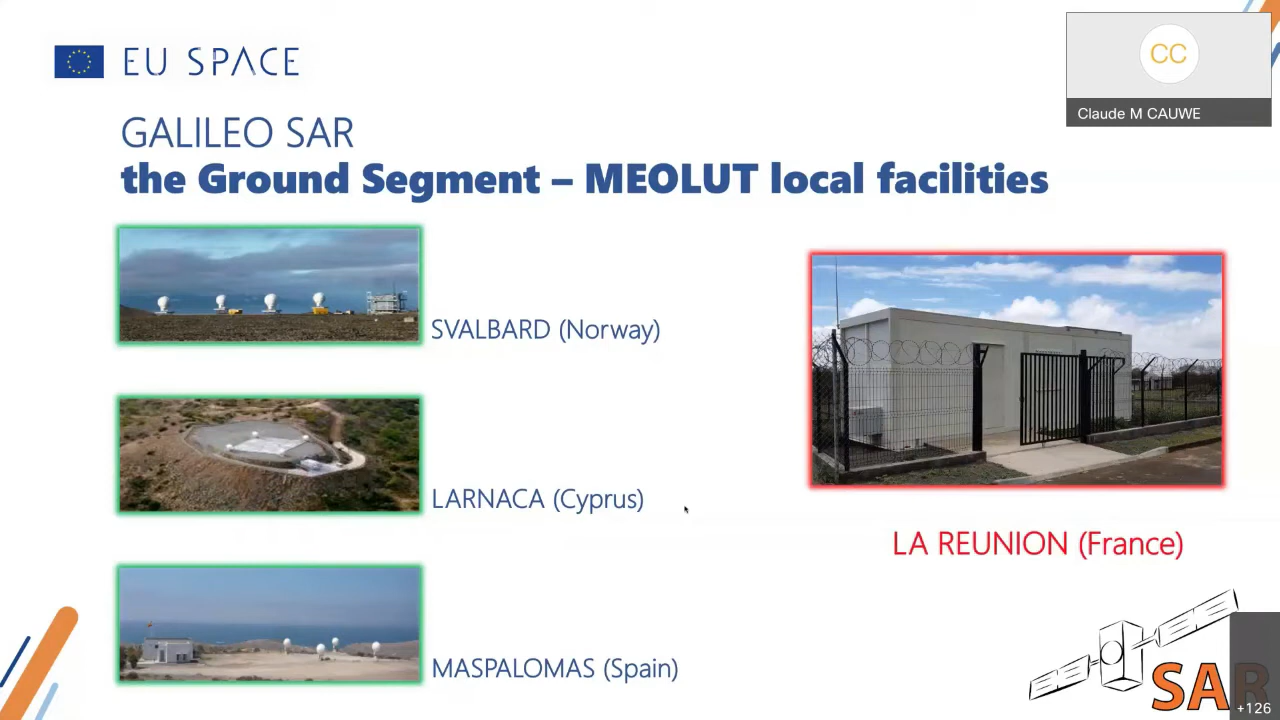 EU SPACE
CC
Claude M CAUWE
GALILEO SAR
the Ground Segment – MEOLUT local facilities
SVALBARD (Norway)
LARNACA (Cyprus)
LA REUNION (France)
MASPALOMAS (Spain)
SAR
+126